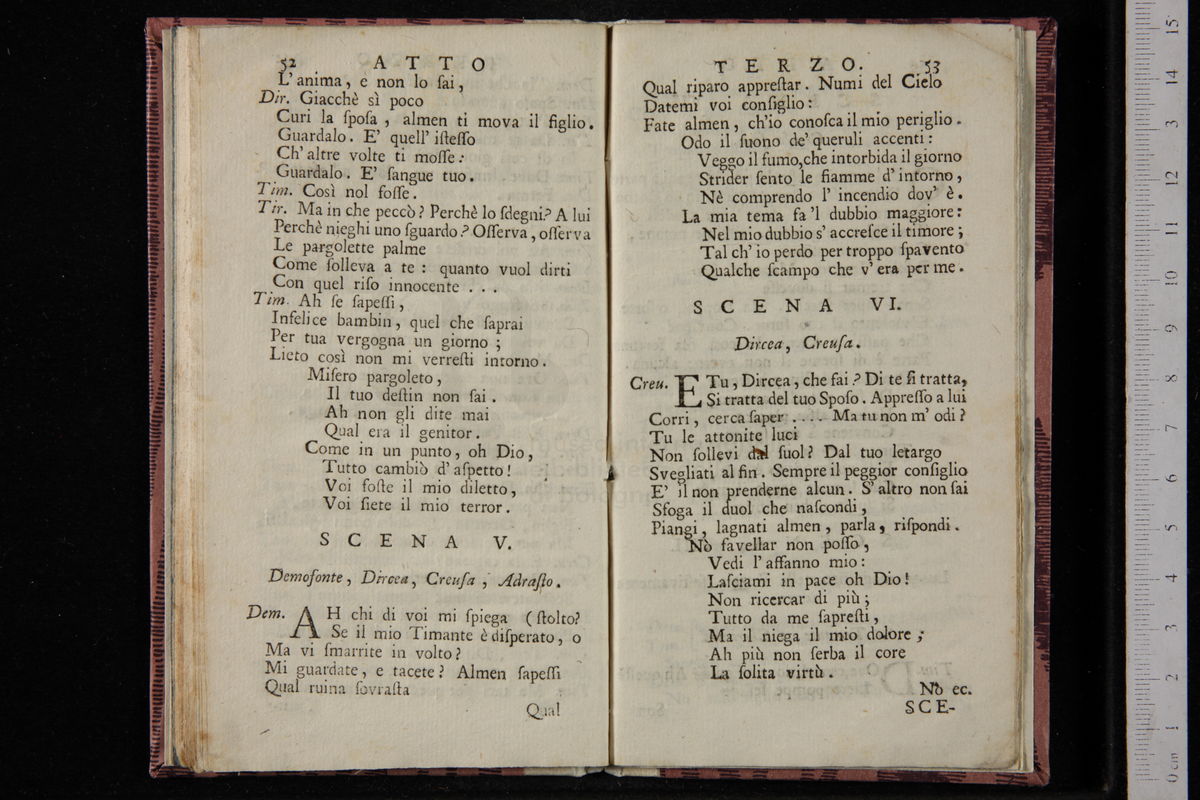 52 ATTO
L'anima, e non lo ſai,
Dir. Giacchè sì poco
Curi la ſpoſa, almen ti mova il figlio.
Guardalo. E' quell' iſteſſo
Ch'altre volte ti moſſe:
Guardalo. E' ſangue tuo.
Tim. Così nol foſſe.
Tir. Ma in che peccò? Perchè lo ſdegni? A lui
Perchè nieghi uno ſguardo? Oſſerva, oſſerva
Le pargolette palme
Come ſolleva a te: quanto vuol dirti
Con quel riſo innocente . . .
Tim. Ah ſe ſapeſſi,
Infelice bambin, quel che ſaprai
Per tua vergogna un giorno;
Lieto così non mi verreſti intorno.
Miſero pargoleto,
Il tuo deſtin non ſai.
Ah non gli dite mai
Qual era il genitor.
Come in un punto, oh Dio,
Tutto cambiò d'aſpetto!
Voi foſte il mio diletto,
Voi ſiete il mio terror.
SCENA V.
Demofonte, Dircea, Creuſa, Adraſto.
Dem. AH chi di voi mi ſpiega (ſtolto?
Se il mio Timante è diſperato, o
Ma vi ſmarrite in volto?
Mi guardate, e tacete? Almen ſapeſſi
Qual ruina ſovraſta
Qual
TERZO. 53
Qual riparo appreſtar. Numi del Cielo
Datemi voi conſiglio:
Fate almen, ch'io conoſca il mio periglio.
Odo il ſuono de' queruli accenti:
Veggo il fumo, che intorbida il giorno
Strider ſento le fiamme d'intorno,
Nè comprendo l' incendio dov' è.
La mia tema fa 'l dubbio maggiore:
Nel mio dubbio s' accreſce il timore;
Tal ch' io perdo per troppo ſpavento
Qualche ſcampo che v' era per me.
SCENA VI.
Dircea, Creuſa.
Creu. E Tu, Dircea, che fai? Di te ſi tratta,
Si tratta del tuo Spoſo. Appreſſo a lui
Corri, cerca ſaper . . . . Ma tu non m' odi?
Tu le attonite luci
Non ſollevi dal ſuol? Dal tuo letargo
Svegliati al fin. Sempre il peggior conſiglio
E' il non prenderne alcun. S' altro non ſai
Sfoga il duol che naſcondi,
Piangi, lagnati almen, parla, riſpondi.
Nò favellar non poſſo,
Vedi l' affanno mio:
Laſciami in pace oh Dio!
Non ricercar di più;
Tutto da me ſapreſti,
Ma il niega il mio dolore;
Ah più non ſerba il core
La ſolita virtù.
Nò ec.
SCE-